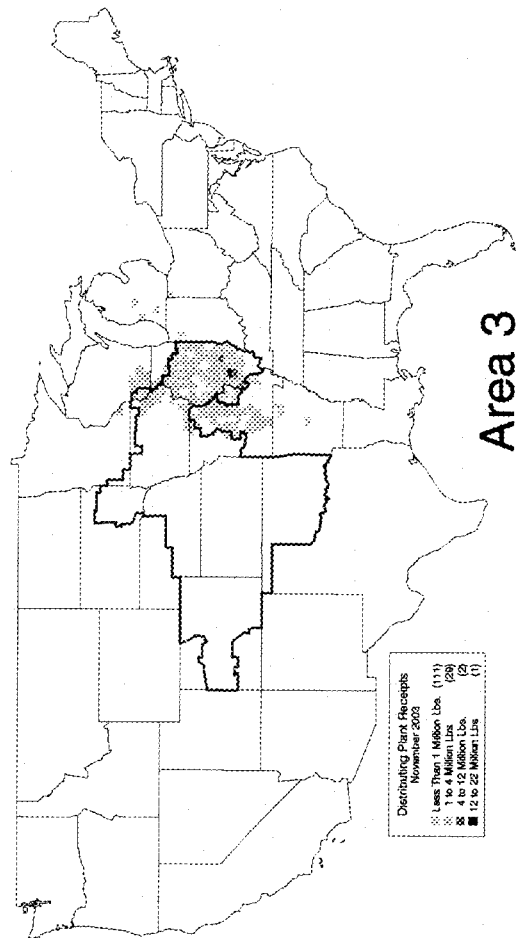 Distributing Plant Receipts
November 2003
Less Than 1 Million Lbs. (111)
1 to 4 Million Lbs (29)
4 to 12 Million Lbs. (2)
12 to 22 Million Lbs (1)
Area 3